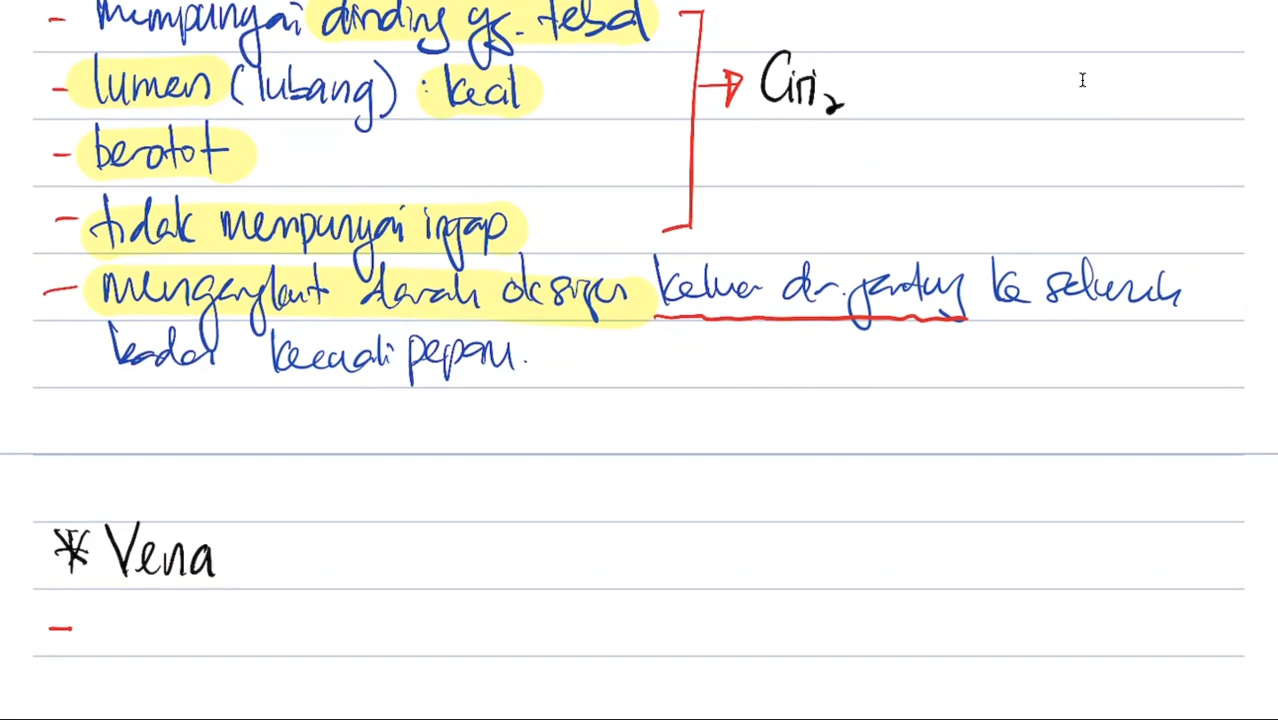 - mempunyai dinding yg. tebal
- lumen (lubang) : kecil
→ Ciri2
- berotot
- tidak mempunyai injap
- mengangkut darah oksigen keluar dr. jantung ke seluruh
badan kecuali peparu.
* Vena
-